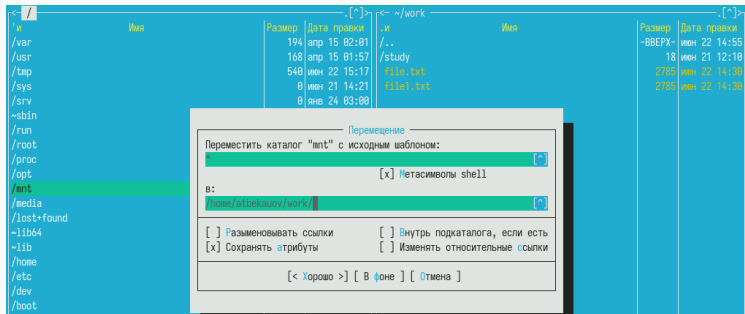 <- / .[^]>
'и Имя Размер Дата правки
/var 194 апр 15 02:01
/usr 168 апр 15 01:57
/tmp 540 июн 22 15:17
/sys 0 июн 21 14:21
/srv 0 янв 24 03:00
~sbin
/run
/root
/proc
/opt
/mnt
/media
/lost+found
~lib64
~lib
/home
/etc
/dev
/boot
<- ~/work .[^]>
.и Имя Размер Дата правки
/.. -ВВЕРХ- июн 22 14:55
/study 18 июн 21 12:10
file.txt 2785 июн 22 14:30
file1.txt 2785 июн 22 14:30
Перемещение
Переместить каталог "mnt" с исходным шаблоном:
* [^]
[x] Метасимволы shell
в:
/home/atbekauov/work/ [^]
[ ] Разыменовывать ссылки [ ] Внутрь подкаталога, если есть
[x] Сохранять атрибуты [ ] Изменять относительные ссылки
[< Хорошо >] [ В фоне ] [ Отмена ]